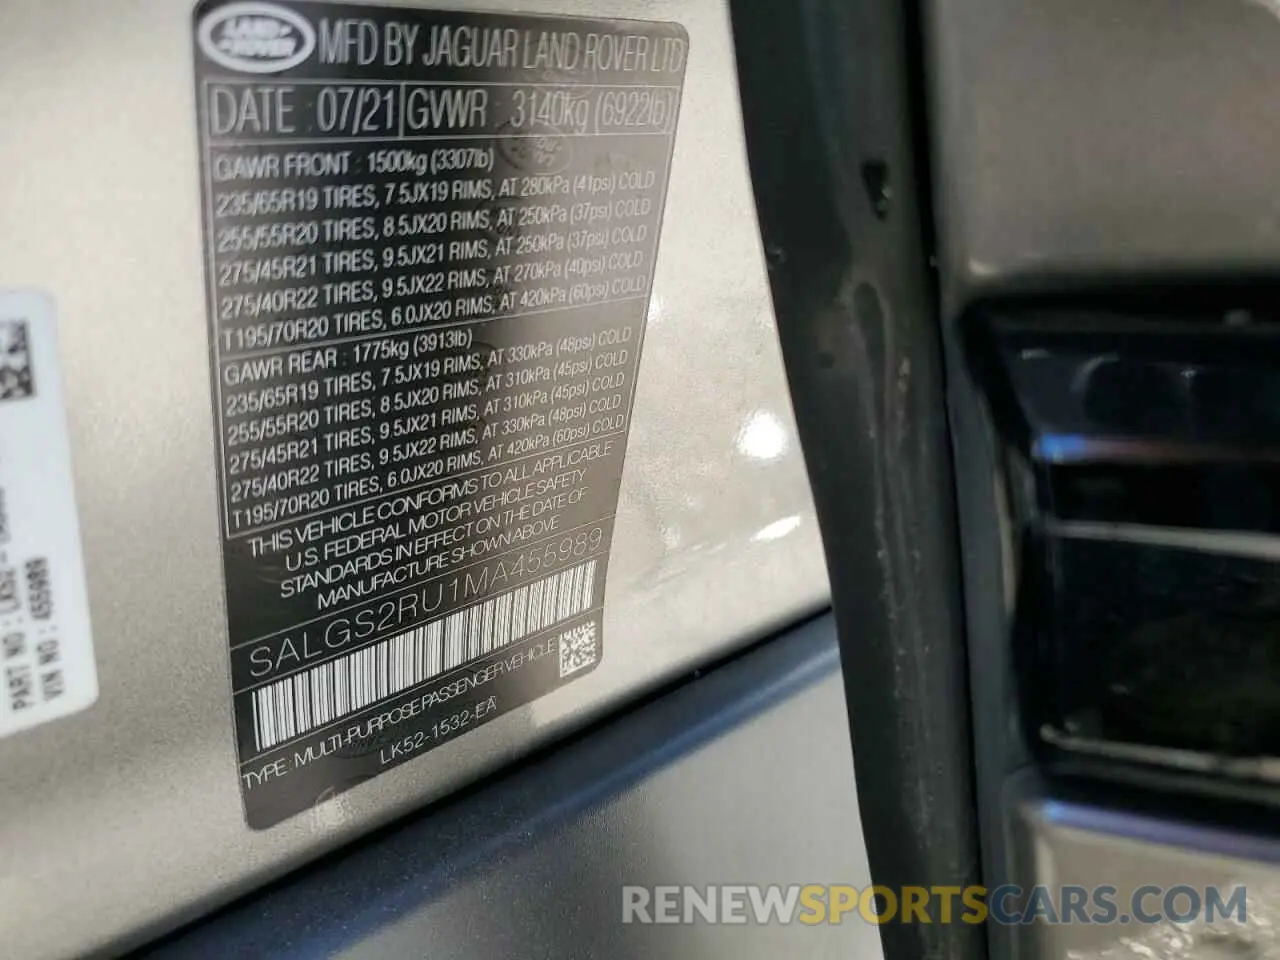 LAND ROVER
MFD BY JAGUAR LAND ROVER LTD
DATE : 07/21 GVWR : 3140kg (6922lb)
GAWR FRONT : 1500kg (3307lb)
235/65R19 TIRES, 7.5JX19 RIMS, AT 280kPa (41psi) COLD
255/55R20 TIRES, 8.5JX20 RIMS, AT 250kPa (37psi) COLD
275/45R21 TIRES, 9.5JX21 RIMS, AT 250kPa (37psi) COLD
275/40R22 TIRES, 9.5JX22 RIMS, AT 270kPa (40psi) COLD
T195/70R20 TIRES, 6.0JX20 RIMS, AT 420kPa (60psi) COLD
GAWR REAR : 1775kg (3913lb)
235/65R19 TIRES, 7.5JX19 RIMS, AT 330kPa (48psi) COLD
255/55R20 TIRES, 8.5JX20 RIMS, AT 310kPa (45psi) COLD
275/45R21 TIRES, 9.5JX21 RIMS, AT 310kPa (45psi) COLD
275/40R22 TIRES, 9.5JX22 RIMS, AT 330kPa (48psi) COLD
T195/70R20 TIRES, 6.0JX20 RIMS, AT 420kPa (60psi) COLD
THIS VEHICLE CONFORMS TO ALL APPLICABLE
U.S. FEDERAL MOTOR VEHICLE SAFETY
STANDARDS IN EFFECT ON THE DATE OF
MANUFACTURE SHOWN ABOVE
SALGS2RU1MA455989
TYPE : MULTI-PURPOSE PASSENGER VEHICLE
LK52-1532-EA
PART NO : LK52-
VIN NO : 455989
RENEWSPORTSCARS.COM